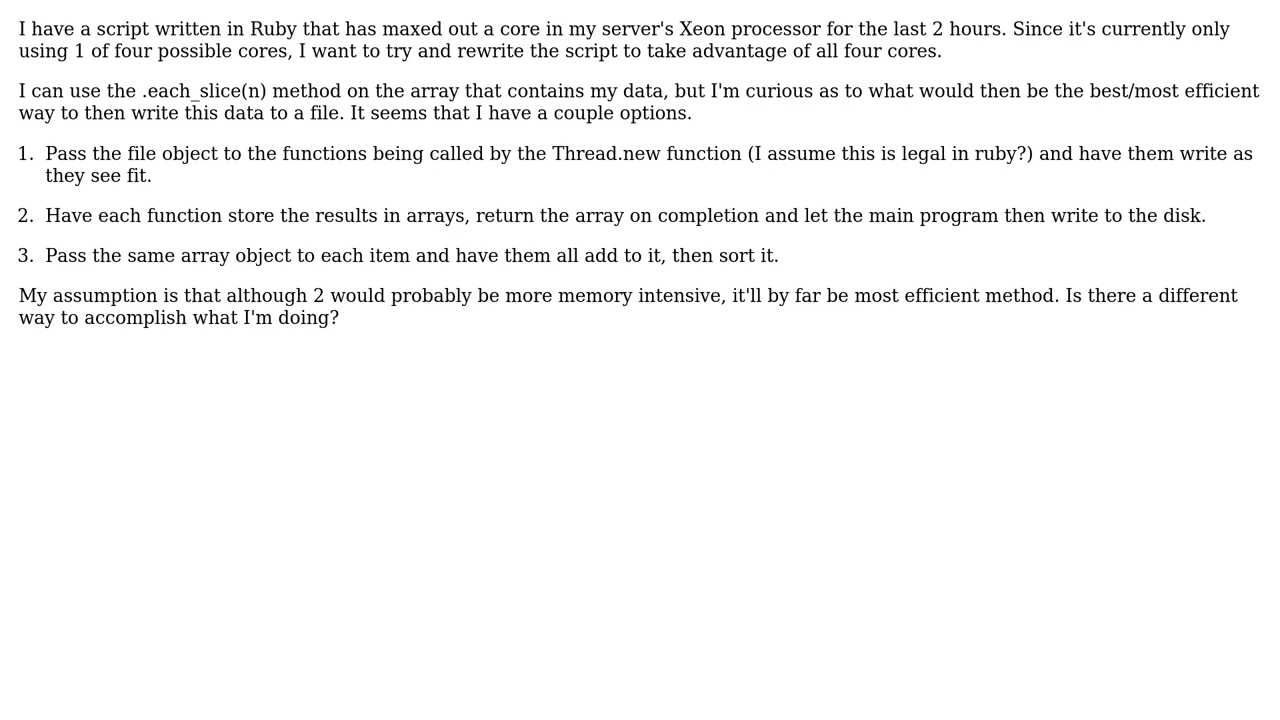 I have a script written in Ruby that has maxed out a core in my server's Xeon processor for the last 2 hours. Since it's currently only
using 1 of four possible cores, I want to try and rewrite the script to take advantage of all four cores.
I can use the .each_slice(n) method on the array that contains my data, but I'm curious as to what would then be the best/most efficient
way to then write this data to a file. It seems that I have a couple options.
1. Pass the file object to the functions being called by the Thread.new function (I assume this is legal in ruby?) and have them write as
they see fit.
2. Have each function store the results in arrays, return the array on completion and let the main program then write to the disk.
3. Pass the same array object to each item and have them all add to it, then sort it.
My assumption is that although 2 would probably be more memory intensive, it'll by far be most efficient method. Is there a different
way to accomplish what I'm doing?